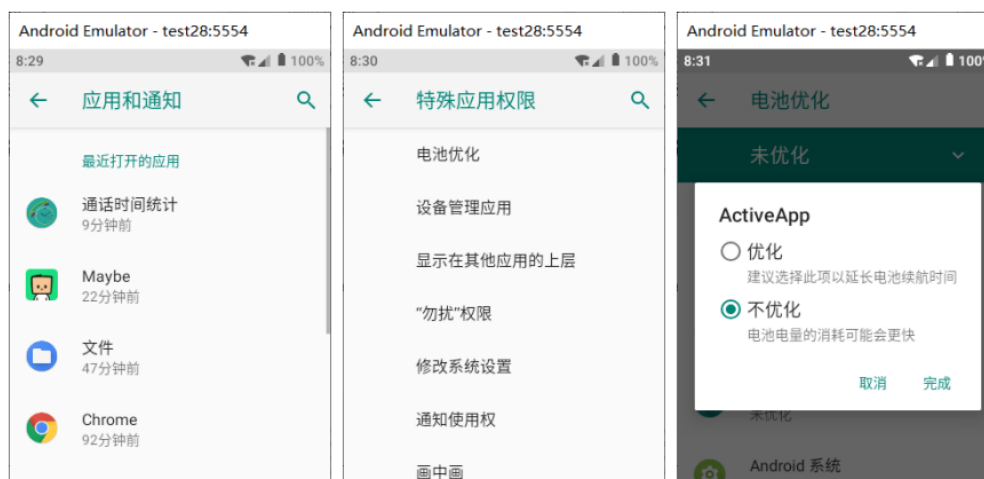 Android Emulator - test28:5554
8:29
100%
应用和通知
最近打开的应用
通话时间统计
9分钟前
Maybe
22分钟前
文件
47分钟前
Chrome
92分钟前
Android Emulator - test28:5554
8:30
100%
特殊应用权限
电池优化
设备管理应用
显示在其他应用的上层
“勿扰”权限
修改系统设置
通知使用权
画中画
Android Emulator - test28:5554
8:31
100%
电池优化
未优化
ActiveApp
优化
建议选择此项以延长电池续航时间
不优化
电池电量的消耗可能会更快
取消
完成
未优化
Android 系统